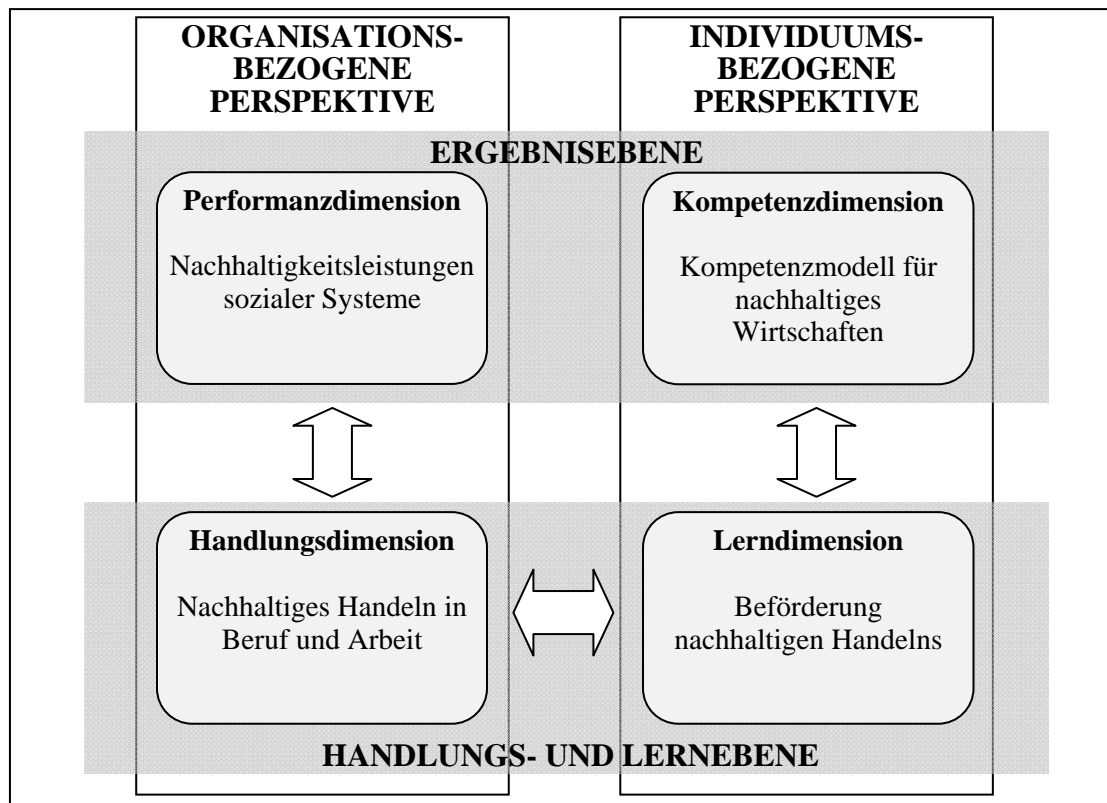 ORGANISATIONS-
BEZOGENE
PERSPEKTIVE
INDIVIDUUMS-
BEZOGENE
PERSPEKTIVE
ERGEBNISEBENE
Performanzdimension
Nachhaltigkeitsleistungen
sozialer Systeme
Kompetenzdimension
Kompetenzmodell für
nachhaltiges
Wirtschaften
Handlungsdimension
Nachhaltiges Handeln in
Beruf und Arbeit
Lerndimension
Beförderung
nachhaltigen Handelns
HANDLUNGS- UND LERNEBENE